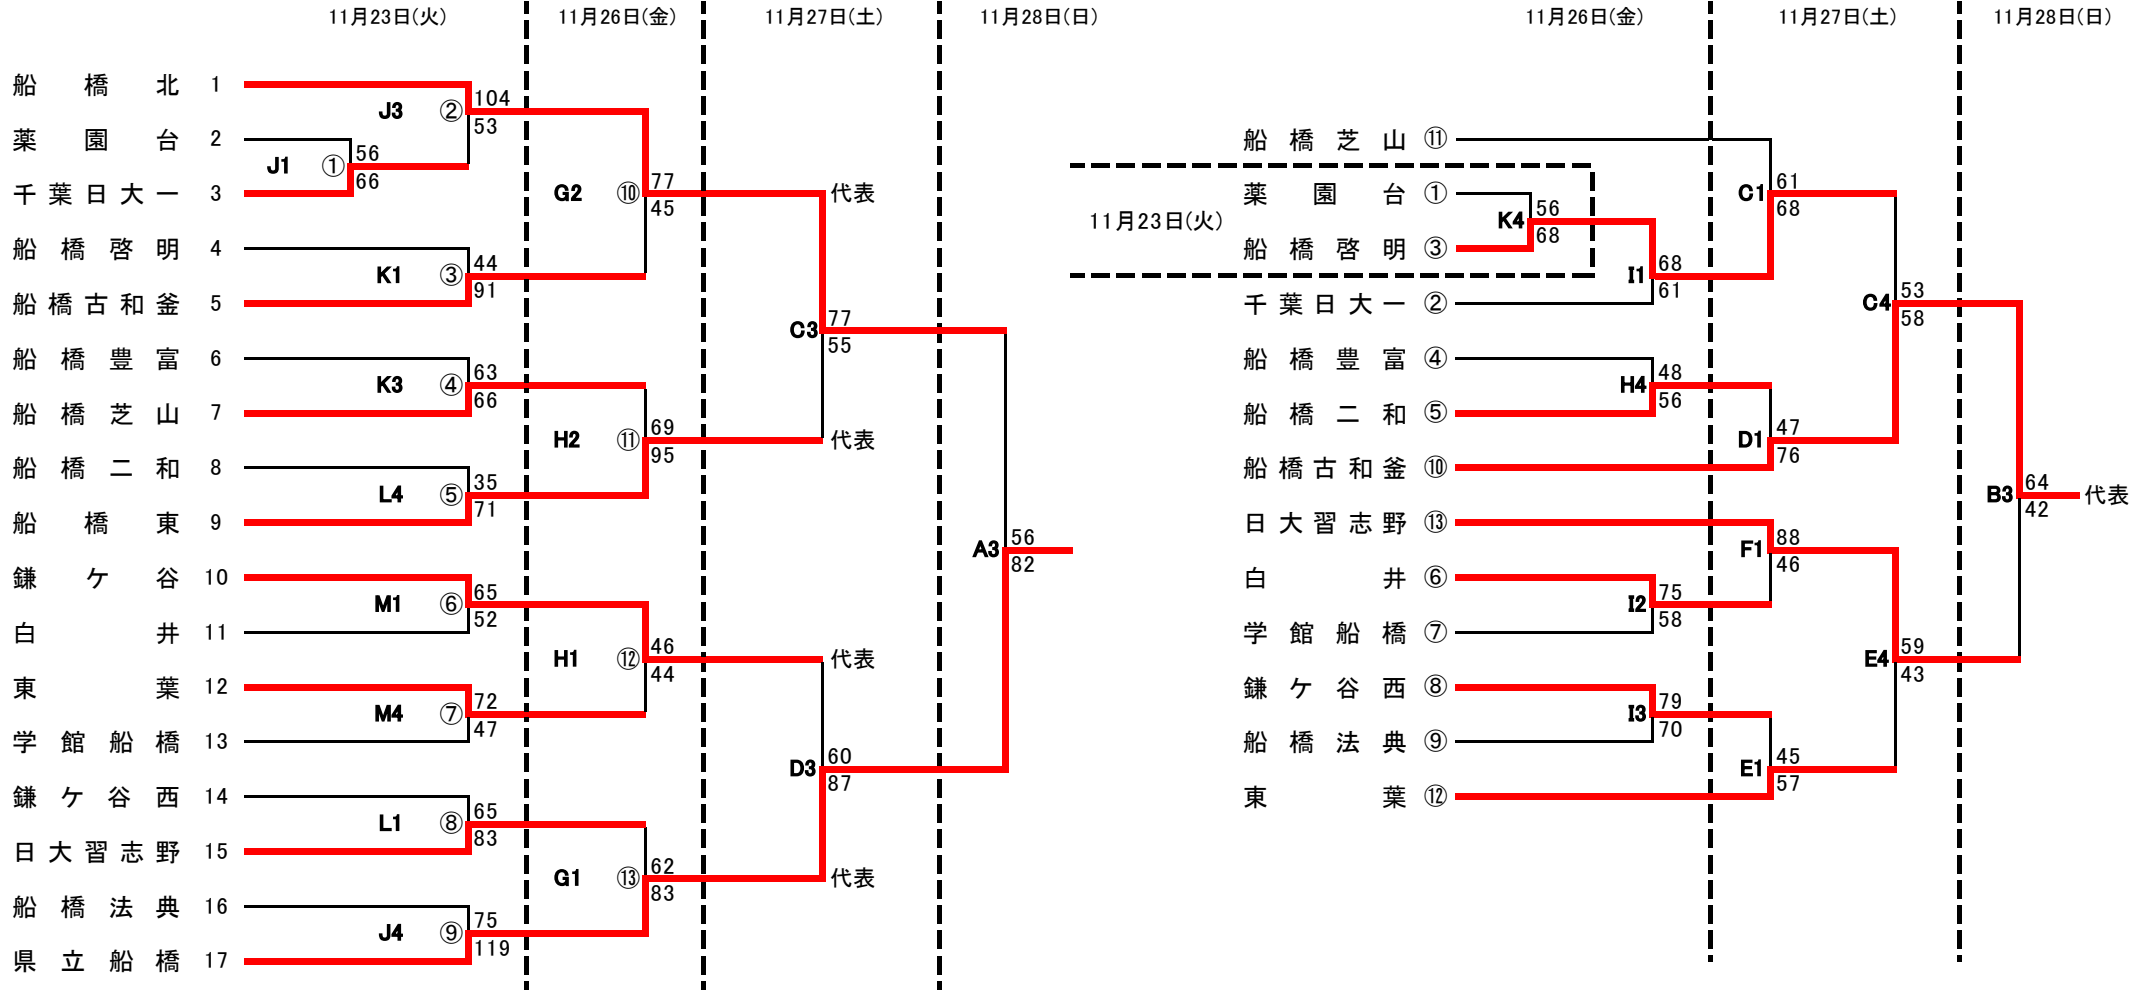 11月23日(火) 11月26日(金) 11月27日(土) 11月28日(日)
船橋北 1
J3 ② 104
53
薬園台 2
J1 ① 56
66
千葉日大一 3
G2 ⑩ 77
45
代表
船橋啓明 4
K1 ③ 44
91
船橋古和釜 5
C3 77
55
船橋豊富 6
K3 ④ 63
66
船橋芝山 7
H2 ⑪ 69
95
代表
船橋二和 8
L4 ⑤ 35
71
船橋東 9
A3 56
82
鎌ケ谷 10
M1 ⑥ 65
52
白井 11
H1 ⑫ 46
44
代表
東葉 12
M4 ⑦ 72
47
学館船橋 13
D3 60
87
鎌ケ谷西 14
L1 ⑧ 65
83
日大習志野 15
G1 ⑬ 62
83
代表
船橋法典 16
J4 ⑨ 75
119
県立船橋 17
11月26日(金) 11月27日(土) 11月28日(日)
船橋芝山 ⑪
C1 61
68
11月23日(火)
薬園台 ①
K4 56
68
船橋啓明 ③
I1 68
61
千葉日大一 ②
C4 53
58
船橋豊富 ④
H4 48
56
船橋二和 ⑤
D1 47
76
船橋古和釜 ⑩
B3 64
42
代表
日大習志野 ⑬
F1 88
46
白井 ⑥
I2 75
58
学館船橋 ⑦
E4 59
43
鎌ケ谷西 ⑧
I3 79
70
船橋法典 ⑨
E1 45
57
東葉 ⑫